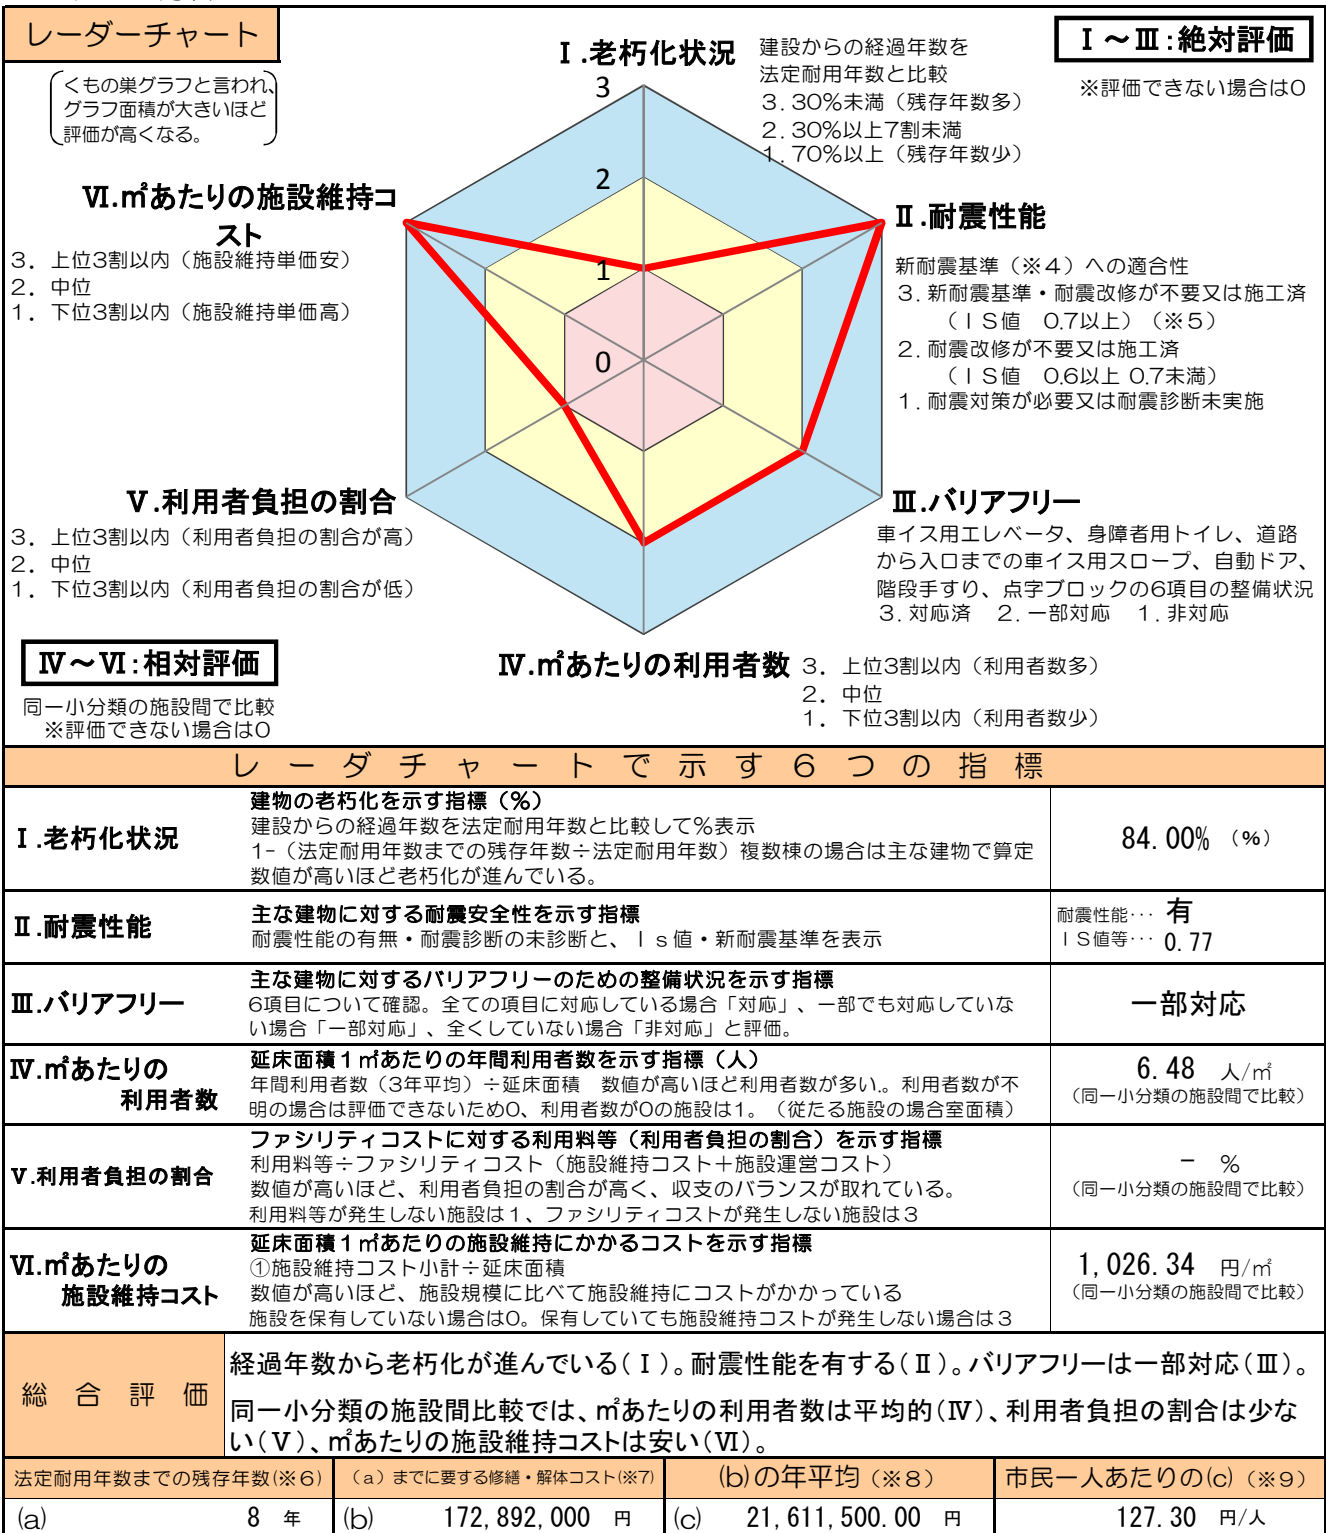 レーダーチャート
くもの巣グラフと言われ、
グラフ面積が大きいほど
評価が高くなる。
Ⅰ～Ⅲ：絶対評価
※評価できない場合は0
Ⅰ.老朽化状況
建設からの経過年数を
法定耐用年数と比較
3．30%未満（残存年数多）
2．30%以上7割未満
1．70%以上（残存年数少）
3
2
1
0
Ⅵ.㎡あたりの施設維持コ
スト
3．上位3割以内（施設維持単価安）
2．中位
1．下位3割以内（施設維持単価高）
Ⅱ.耐震性能
新耐震基準（※4）への適合性
3．新耐震基準・耐震改修が不要又は施工済
（ＩＳ値　0.7以上）（※5）
2．耐震改修が不要又は施工済
（ＩＳ値　0.6以上 0.7未満）
1．耐震対策が必要又は耐震診断未実施
Ⅴ.利用者負担の割合
3．上位3割以内（利用者負担の割合が高）
2．中位
1．下位3割以内（利用者負担の割合が低）
Ⅲ.バリアフリー
車イス用エレベータ、身障者用トイレ、道路
から入口までの車イス用スロープ、自動ドア、
階段手すり、点字ブロックの6項目の整備状況
3．対応済　2．一部対応　1．非対応
Ⅳ～Ⅵ：相対評価
同一小分類の施設間で比較
※評価できない場合は0
Ⅳ.㎡あたりの利用者数
3．上位3割以内（利用者数多）
2．中位
1．下位3割以内（利用者数少）
レーダチャートで示す６つの指標
Ⅰ.老朽化状況
建物の老朽化を示す指標（％）
建設からの経過年数を法定耐用年数と比較して%表示
1-（法定耐用年数までの残存年数÷法定耐用年数）複数棟の場合は主な建物で算定
数値が高いほど老朽化が進んでいる。
84.00%（%）
Ⅱ.耐震性能
主な建物に対する耐震安全性を示す指標
耐震性能の有無・耐震診断の未診断と、Ｉｓ値・新耐震基準を表示
耐震性能… 有
ＩＳ値等… 0.77
Ⅲ.バリアフリー
主な建物に対するバリアフリーのための整備状況を示す指標
6項目について確認。全ての項目に対応している場合「対応」、一部でも対応していな
い場合「一部対応」、全くしていない場合「非対応」と評価。
一部対応
Ⅳ.㎡あたりの
利用者数
延床面積１㎡あたりの年間利用者数を示す指標（人）
年間利用者数（3年平均）÷延床面積　数値が高いほど利用者数が多い。利用者数が不
明の場合は評価できないため0、利用者数が0の施設は1。（従たる施設の場合室面積）
6.48　人/㎡
（同一小分類の施設間で比較）
Ⅴ.利用者負担の割合
ファシリティコストに対する利用料等（利用者負担の割合）を示す指標
利用料等÷ファシリティコスト（施設維持コスト＋施設運営コスト）
数値が高いほど、利用者負担の割合が高く、収支のバランスが取れている。
利用料等が発生しない施設は１、ファシリティコストが発生しない施設は３
－　％
（同一小分類の施設間で比較）
Ⅵ.㎡あたりの
施設維持コスト
延床面積１㎡あたりの施設維持にかかるコストを示す指標
①施設維持コスト小計÷延床面積
数値が高いほど、施設規模に比べて施設維持にコストがかかっている
施設を保有していない場合は0。保有していても施設維持コストが発生しない場合は３
1,026.34　円/㎡
（同一小分類の施設間で比較）
総合評価
経過年数から老朽化が進んでいる(Ⅰ)。耐震性能を有する(Ⅱ)。バリアフリーは一部対応(Ⅲ)。
同一小分類の施設間比較では、㎡あたりの利用者数は平均的(Ⅳ)、利用者負担の割合は少な
い(Ⅴ)、㎡あたりの施設維持コストは安い(Ⅵ)。
法定耐用年数までの残存年数(※6)　（a）までに要する修繕・解体コスト(※7)　(b)の年平均（※8）　市民一人あたりの(c)（※9）
(a)　8　年　(b)　172,892,000　円　(c)　21,611,500.00　円　127.30　円/人